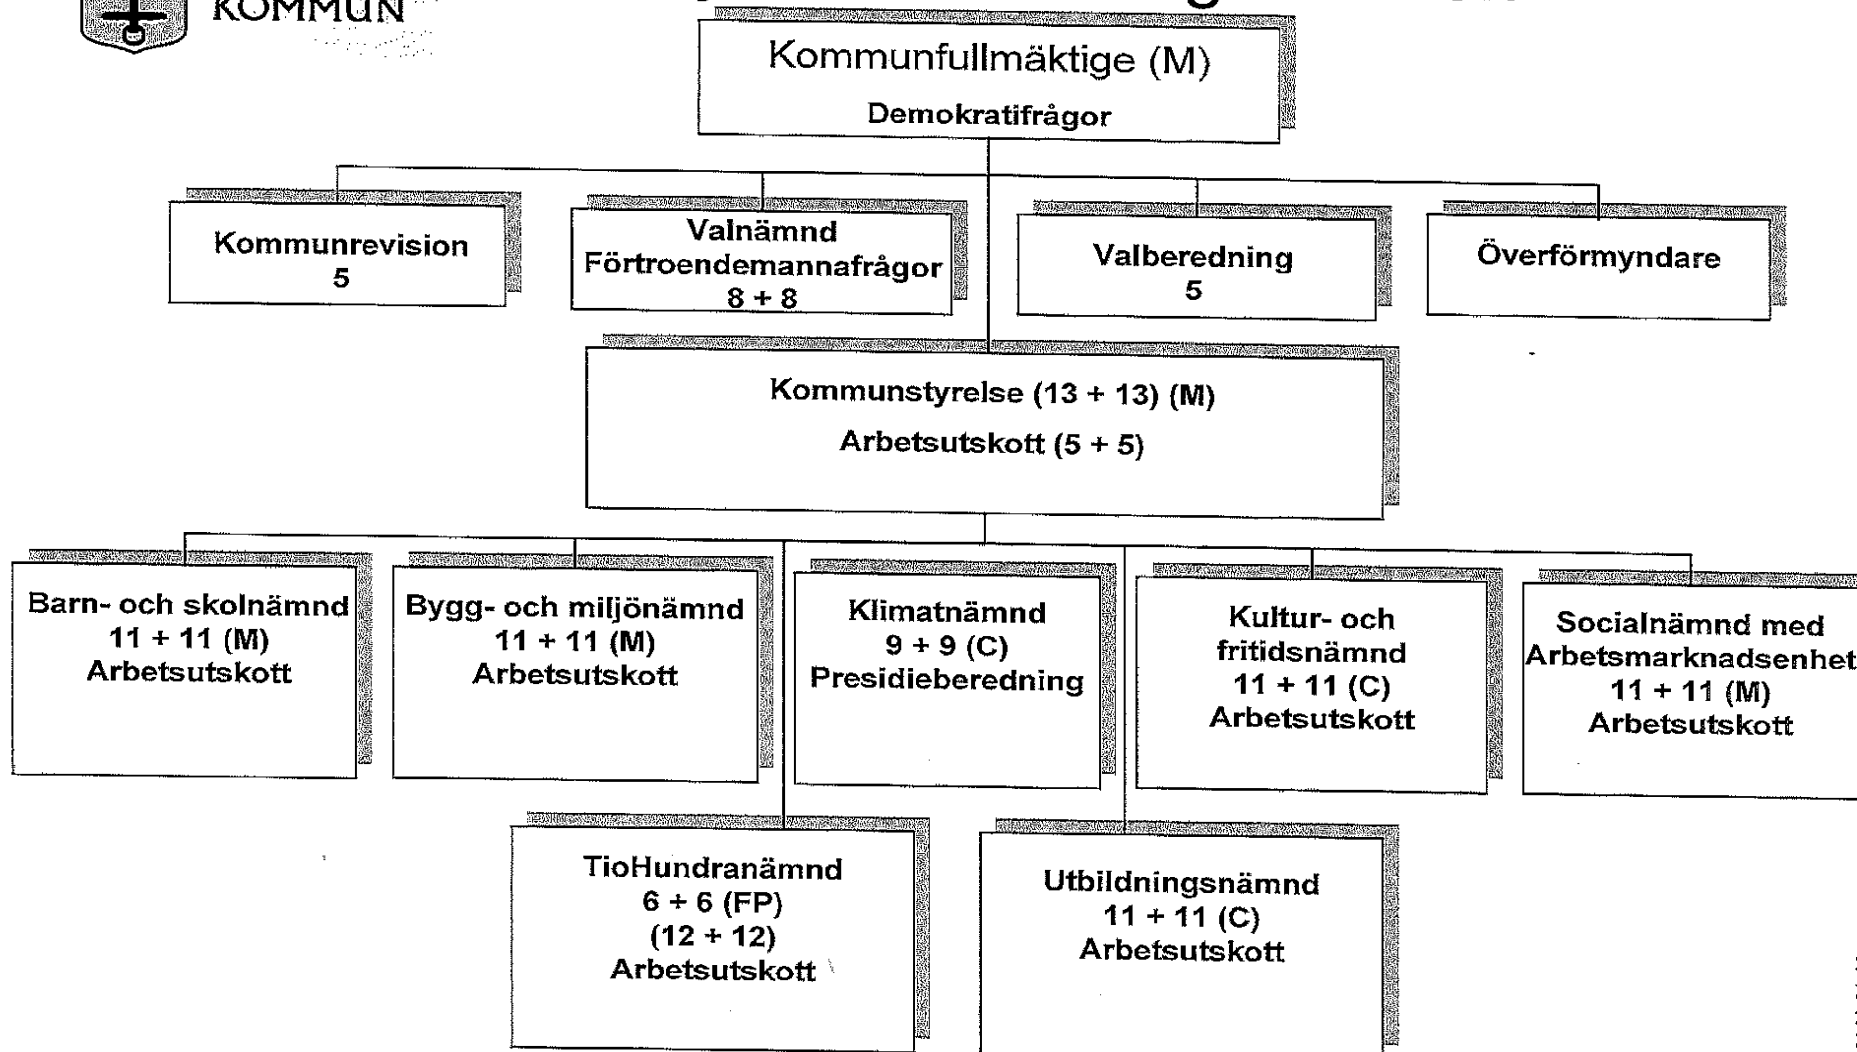 KOMMUN
Kommunfullmäktige (M)
Demokratifrågor
Kommunrevision
5
Valnämnd
Förtroendemannafrågor
8 + 8
Valberedning
5
Överförmyndare
Kommunstyrelse (13 + 13) (M)
Arbetsutskott (5 + 5)
Barn- och skolnämnd
11 + 11 (M)
Arbetsutskott
Bygg- och miljönämnd
11 + 11 (M)
Arbetsutskott
Klimatnämnd
9 + 9 (C)
Presidieberedning
Kultur- och
fritidsnämnd
11 + 11 (C)
Arbetsutskott
Socialnämnd med
Arbetsmarknadsenhet
11 + 11 (M)
Arbetsutskott
TioHundranämnd
6 + 6 (FP)
(12 + 12)
Arbetsutskott
Utbildningsnämnd
11 + 11 (C)
Arbetsutskott